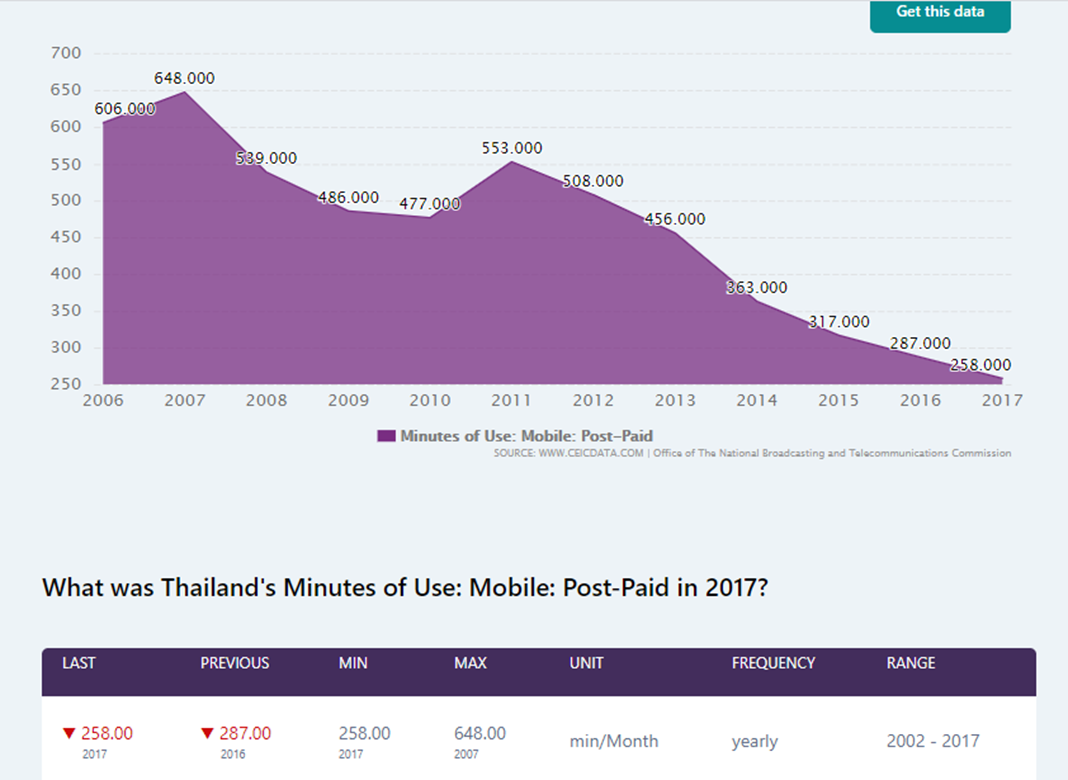 Get this data
700
650
600
550
500
450
400
350
300
250
606.000
648.000
539.000
486.000
477.000
553.000
508.000
456.000
363.000
317.000
287.000
258.000
2006 2007 2008 2009 2010 2011 2012 2013 2014 2015 2016 2017
Minutes of Use: Mobile: Post-Paid
SOURCE: WWW.CEICDATA.COM | Office of The National Broadcasting and Telecommunications Commission
What was Thailand's Minutes of Use: Mobile: Post-Paid in 2017?
LAST PREVIOUS MIN MAX UNIT FREQUENCY RANGE
▼ 258.00 ▼ 287.00 258.00 648.00 min/Month yearly 2002 - 2017
2017 2016 2017 2007